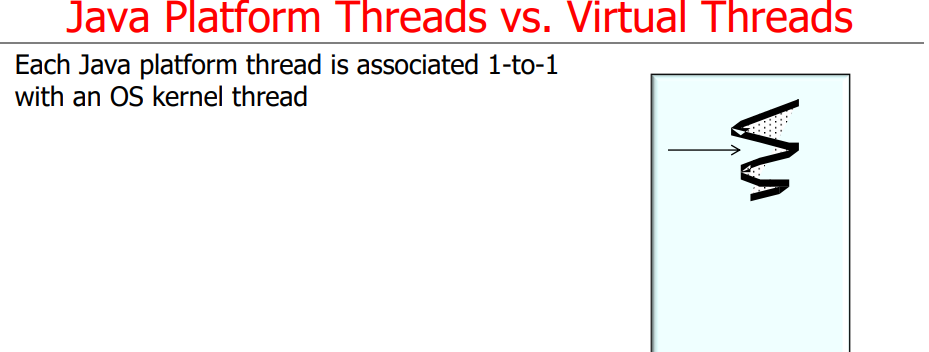 Java Platform Threads vs. Virtual Threads
Each Java platform thread is associated 1-to-1
with an OS kernel thread